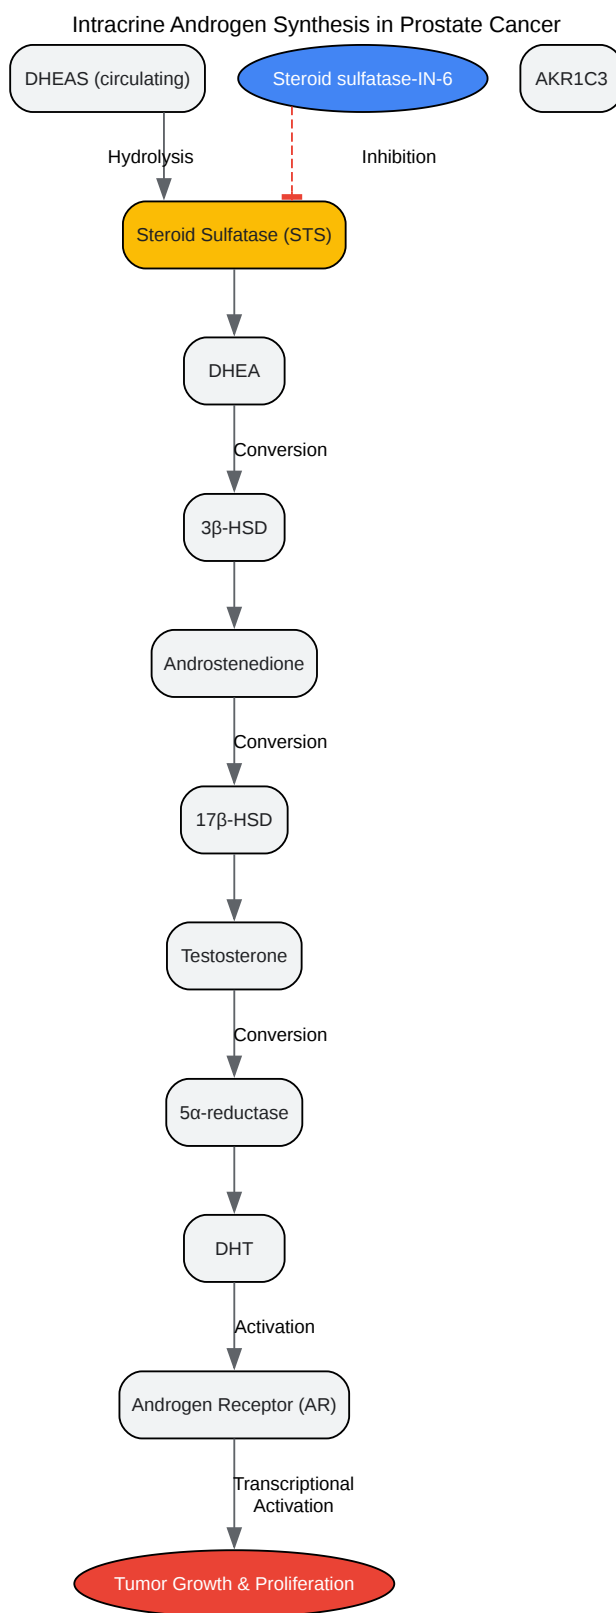 Intracrine Androgen Synthesis in Prostate Cancer
DHEAS (circulating)
Steroid sulfatase-IN-6
AKR1C3
Hydrolysis
Inhibition
Steroid Sulfatase (STS)
DHEA
Conversion
3β-HSD
Androstenedione
Conversion
17β-HSD
Testosterone
Conversion
5α-reductase
DHT
Activation
Androgen Receptor (AR)
Transcriptional
Activation
Tumor Growth & Proliferation